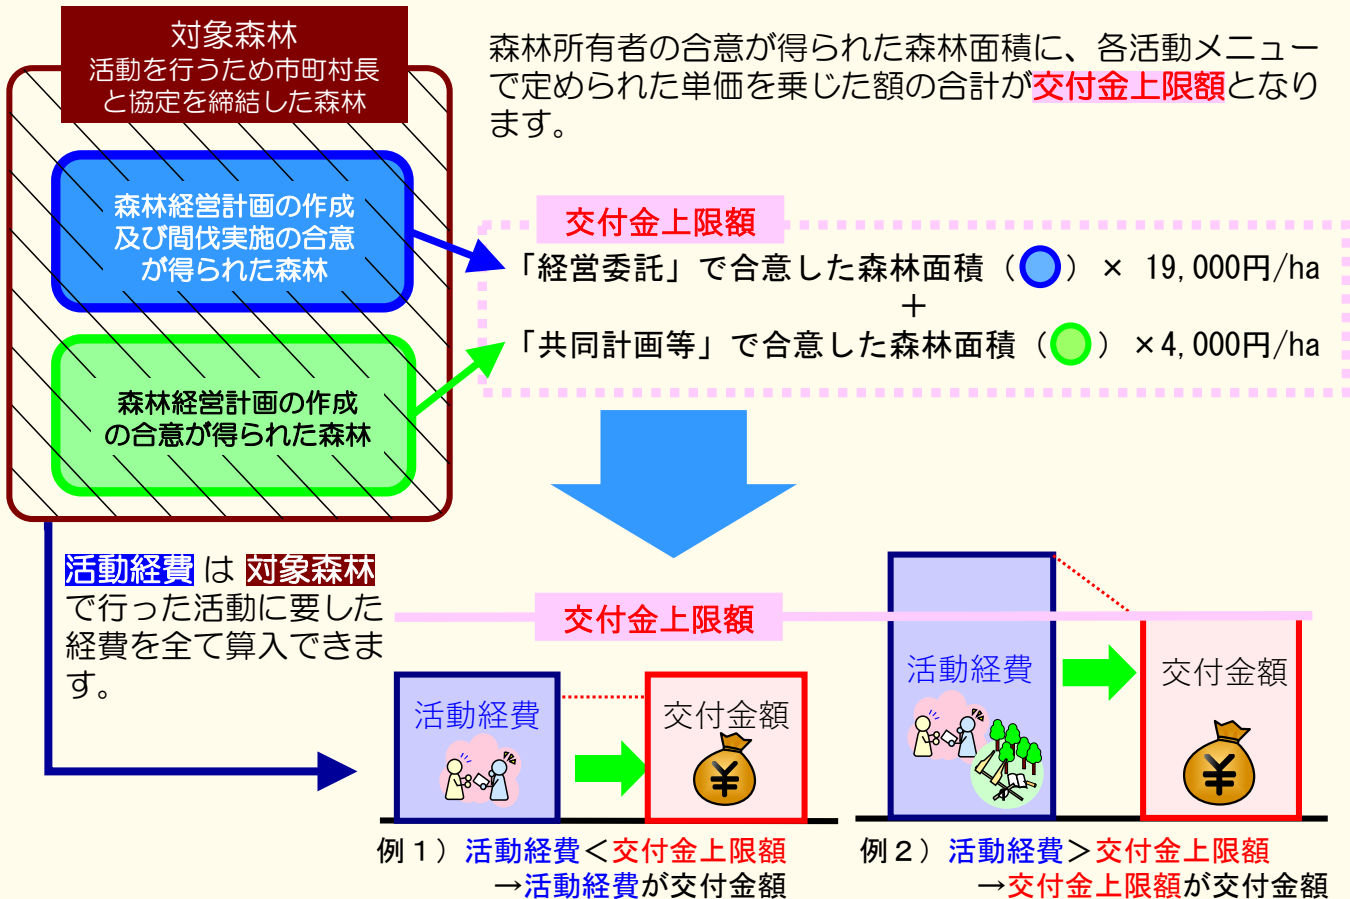 対象森林
活動を行うため市町村長
と協定を締結した森林
森林所有者の合意が得られた森林面積に、各活動メニュー
で定められた単価を乗じた額の合計が交付金上限額となり
ます。
森林経営計画の作成
及び間伐実施の合意
が得られた森林
森林経営計画の作成
の合意が得られた森林
交付金上限額
「経営委託」で合意した森林面積（ ）× 19,000円/ha
＋
「共同計画等」で合意した森林面積（ ）×4,000円/ha
活動経費 は 対象森林
で行った活動に要した
経費を全て算入できま
す。
交付金上限額
活動経費
交付金額
¥
例１）活動経費＜交付金上限額
→活動経費が交付金額
活動経費
交付金額
¥
例２）活動経費＞交付金上限額
→交付金上限額が交付金額